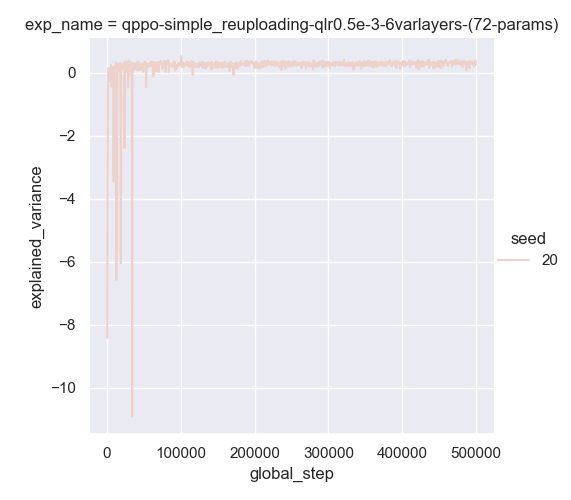 exp_name = qppo-simple_reuploading-qlr0.5e-3-6varlayers-(72-params)
0
−2
−4
−6
−8
−10
explained_variance
seed
20
0 100000 200000 300000 400000 500000
global_step